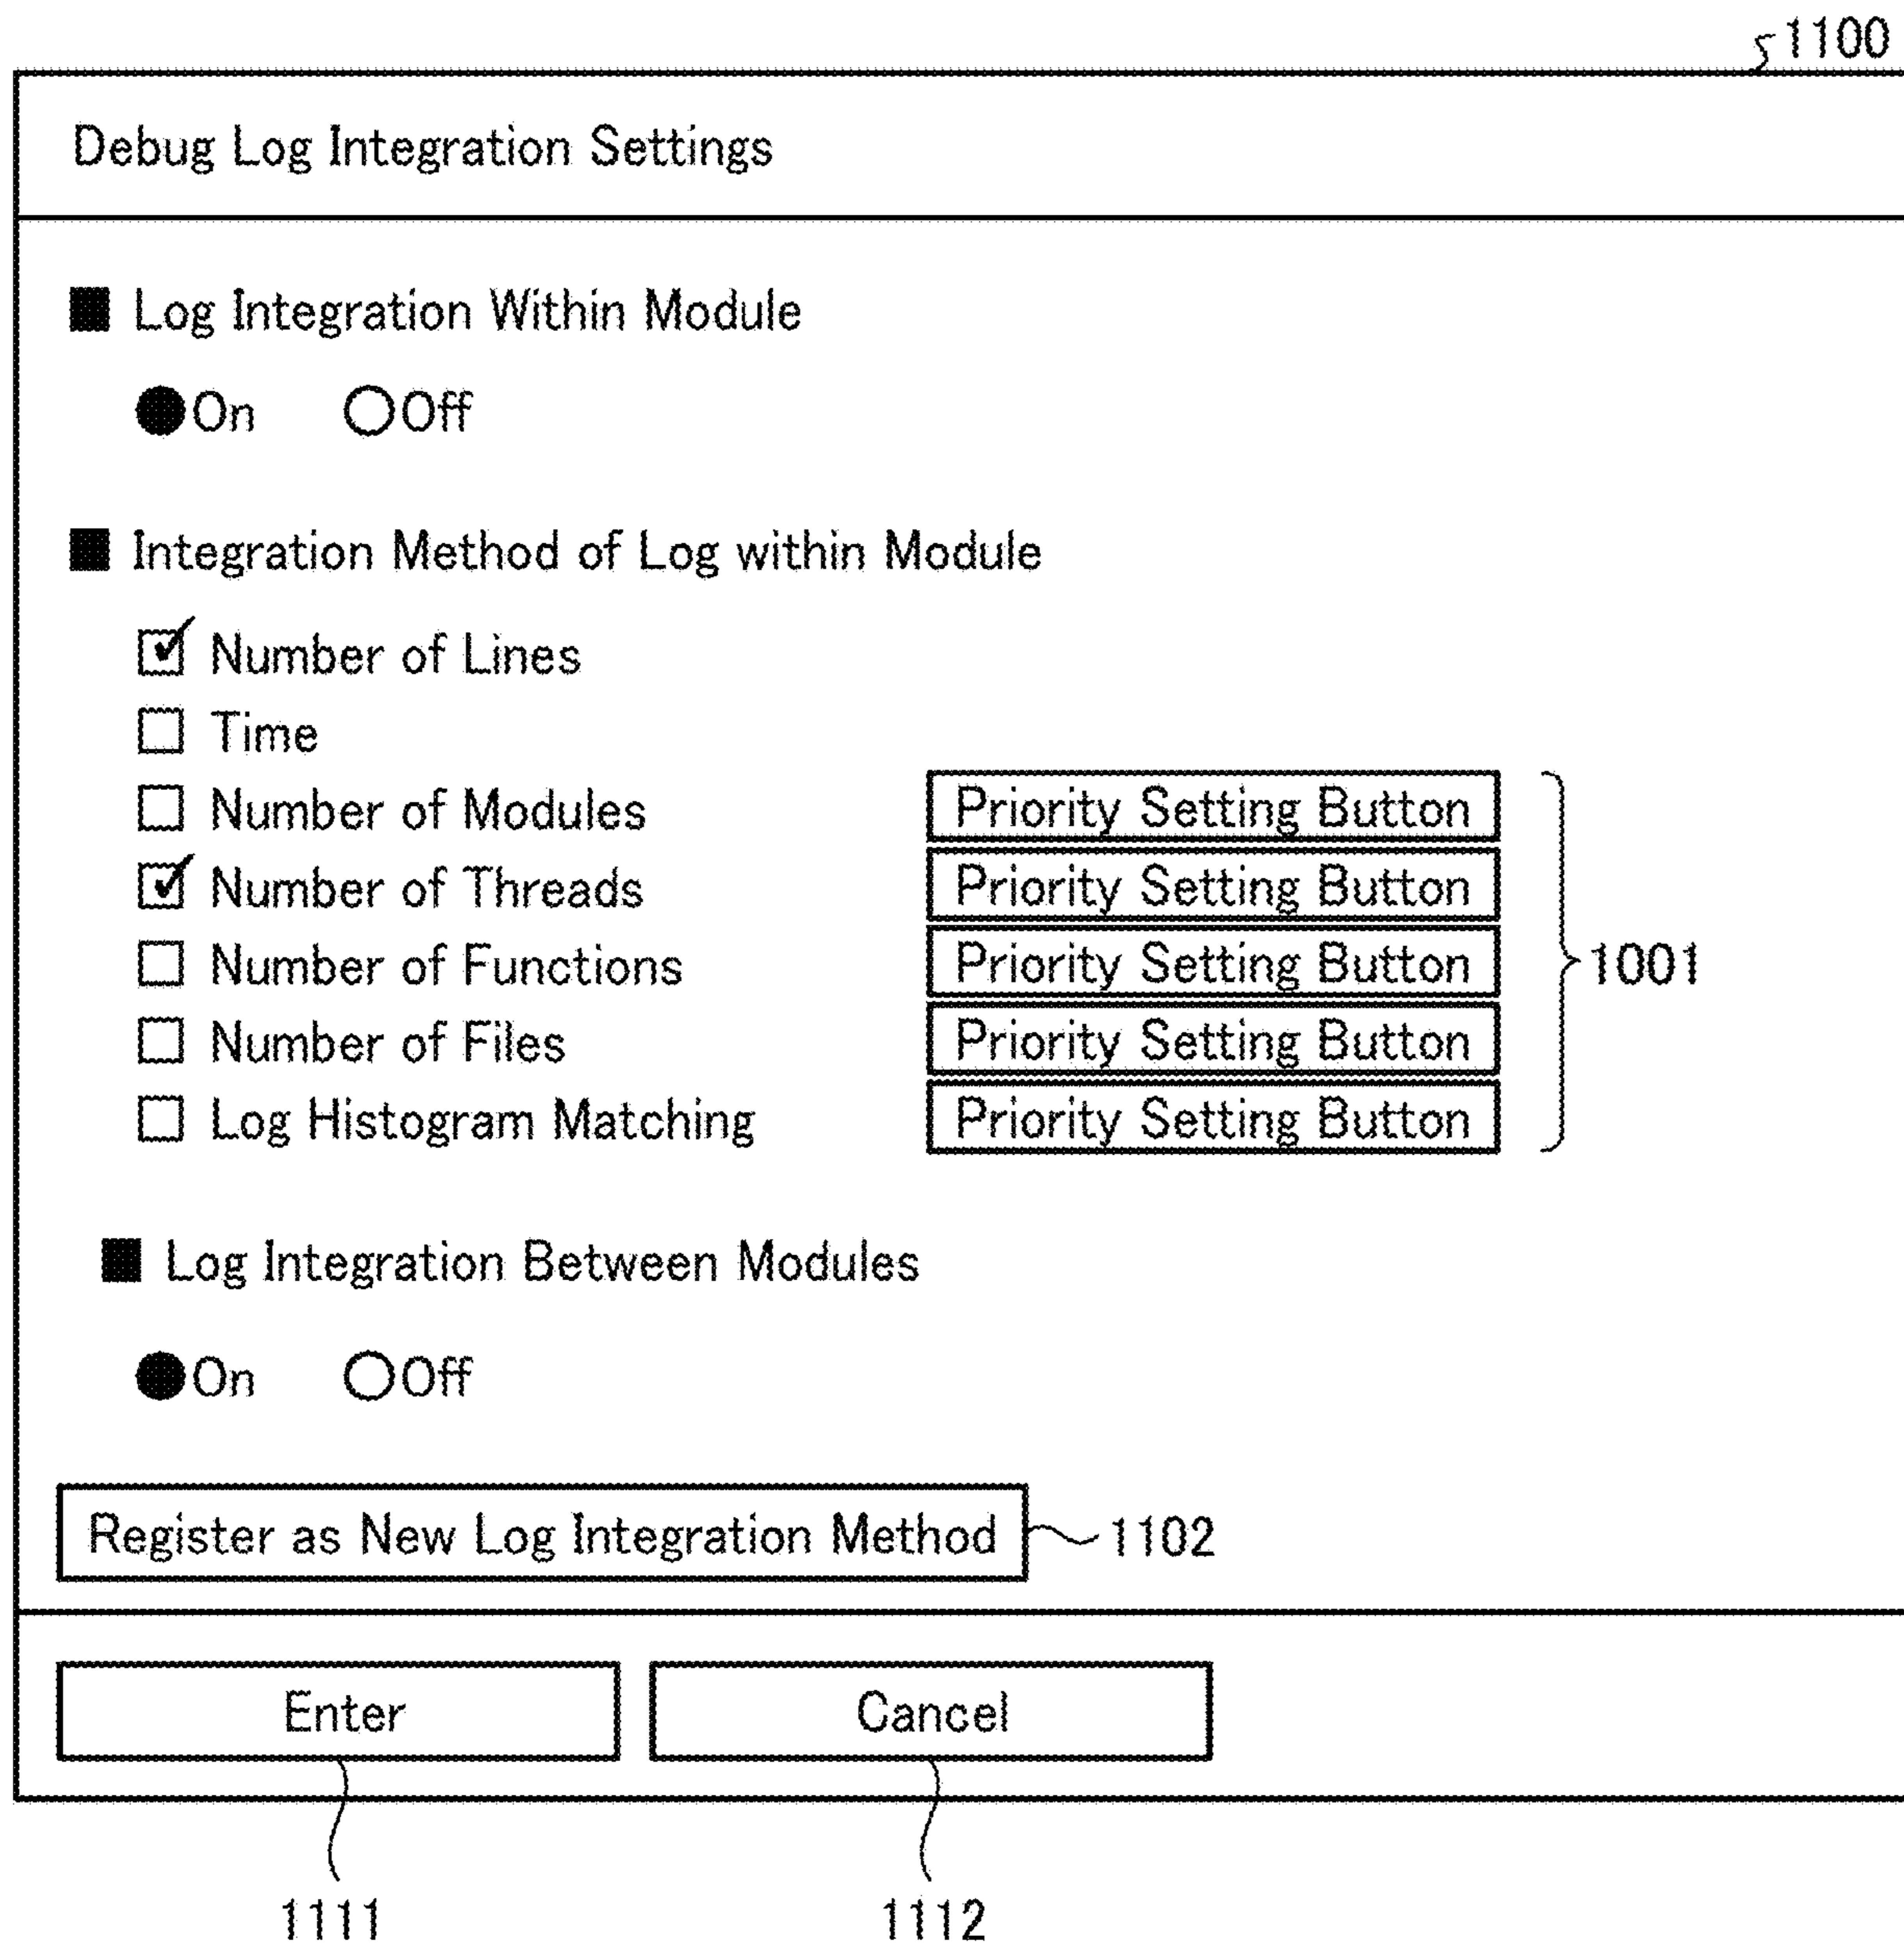 1100
Debug Log Integration Settings
■ Log Integration Within Module
●On ○Off
■ Integration Method of Log within Module
☑ Number of Lines
☐ Time
☐ Number of Modules Priority Setting Button
☑ Number of Threads Priority Setting Button
☐ Number of Functions Priority Setting Button 1001
☐ Number of Files Priority Setting Button
☐ Log Histogram Matching Priority Setting Button
■ Log Integration Between Modules
●On ○Off
Register as New Log Integration Method 1102
Enter Cancel
1111 1112